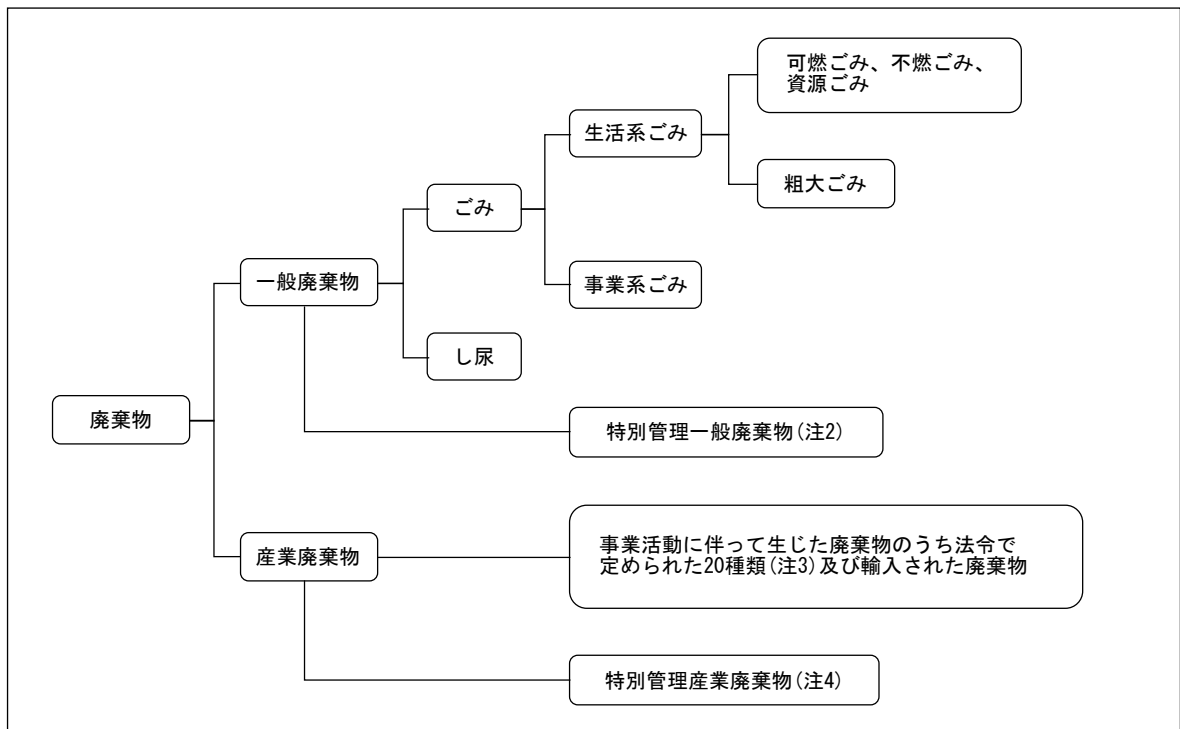 可燃ごみ、不燃ごみ、
資源ごみ
生活系ごみ
粗大ごみ
ごみ
事業系ごみ
一般廃棄物
し尿
廃棄物
特別管理一般廃棄物(注2)
事業活動に伴って生じた廃棄物のうち法令で
定められた20種類(注3)及び輸入された廃棄物
産業廃棄物
特別管理産業廃棄物(注4)